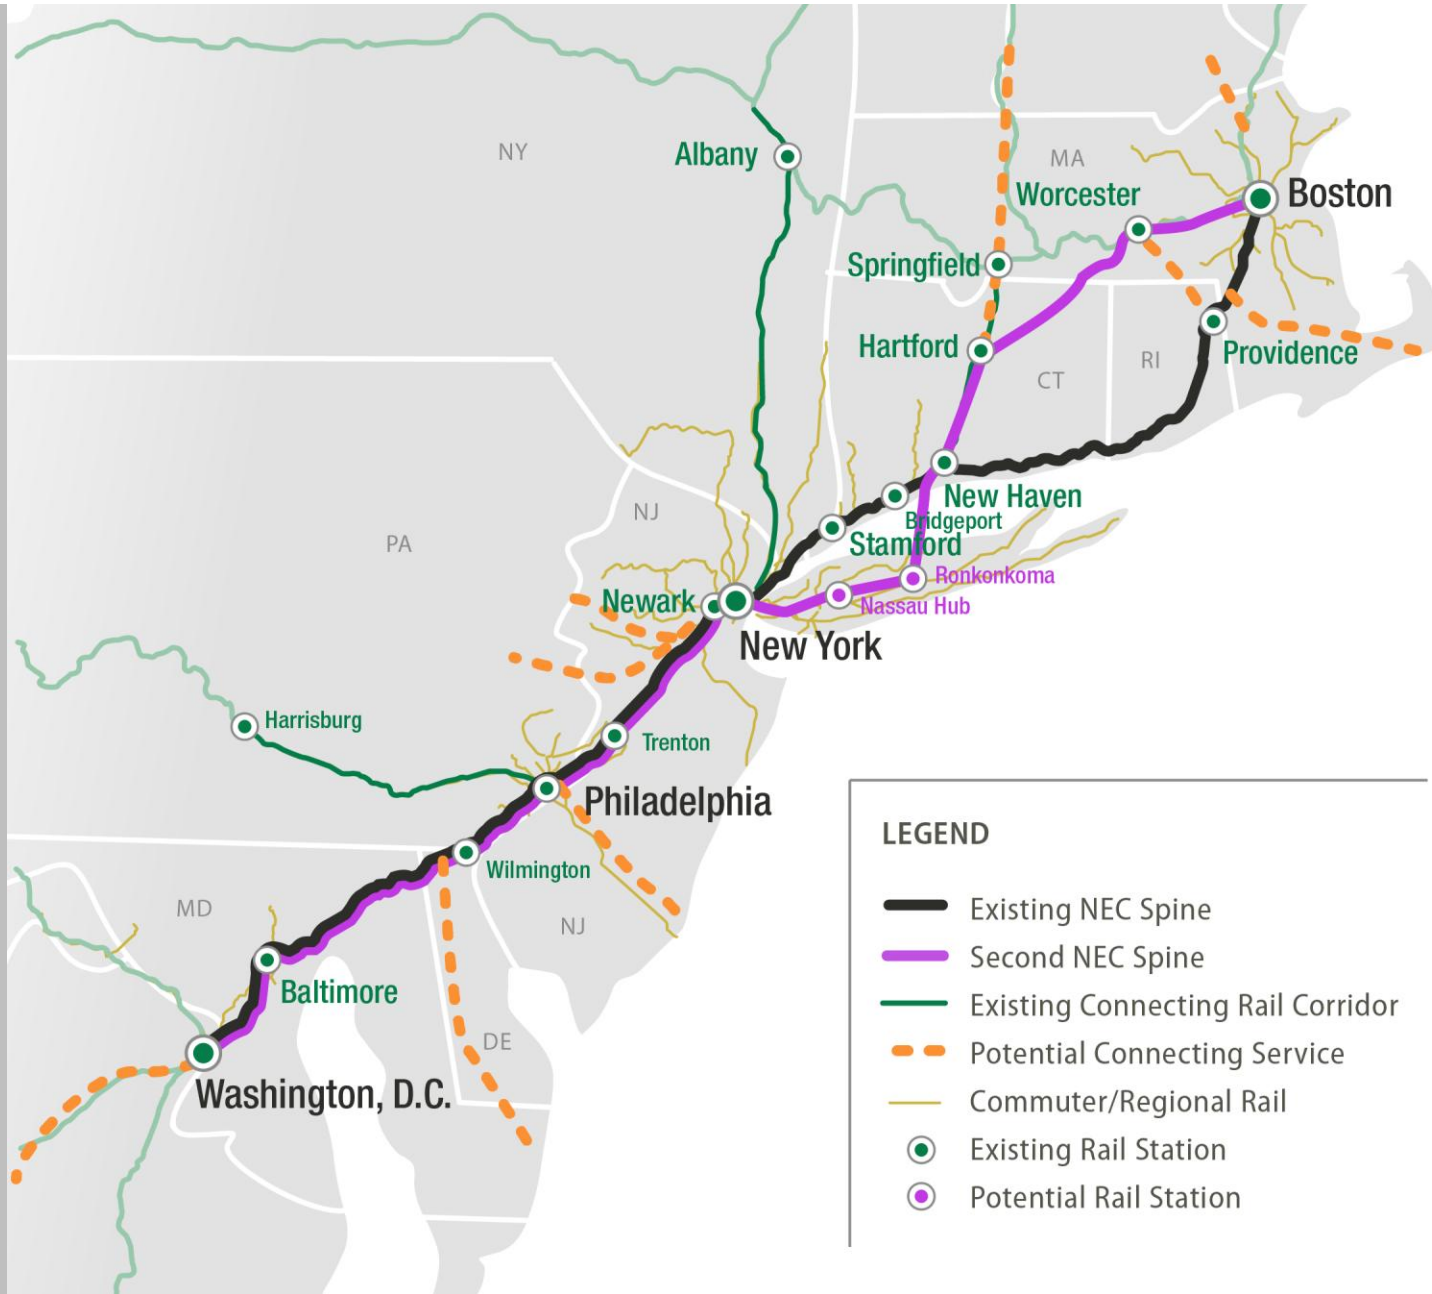 NY
Albany
MA
Worcester
Boston
Springfield
Hartford
Providence
RI
CT
New Haven
Bridgeport
Stamford
NJ
PA
Ronkonkoma
Nassau Hub
Newark
New York
Harrisburg
Trenton
Philadelphia
Wilmington
MD
NJ
Baltimore
DE
Washington, D.C.
LEGEND
Existing NEC Spine
Second NEC Spine
Existing Connecting Rail Corridor
Potential Connecting Service
Commuter/Regional Rail
Existing Rail Station
Potential Rail Station